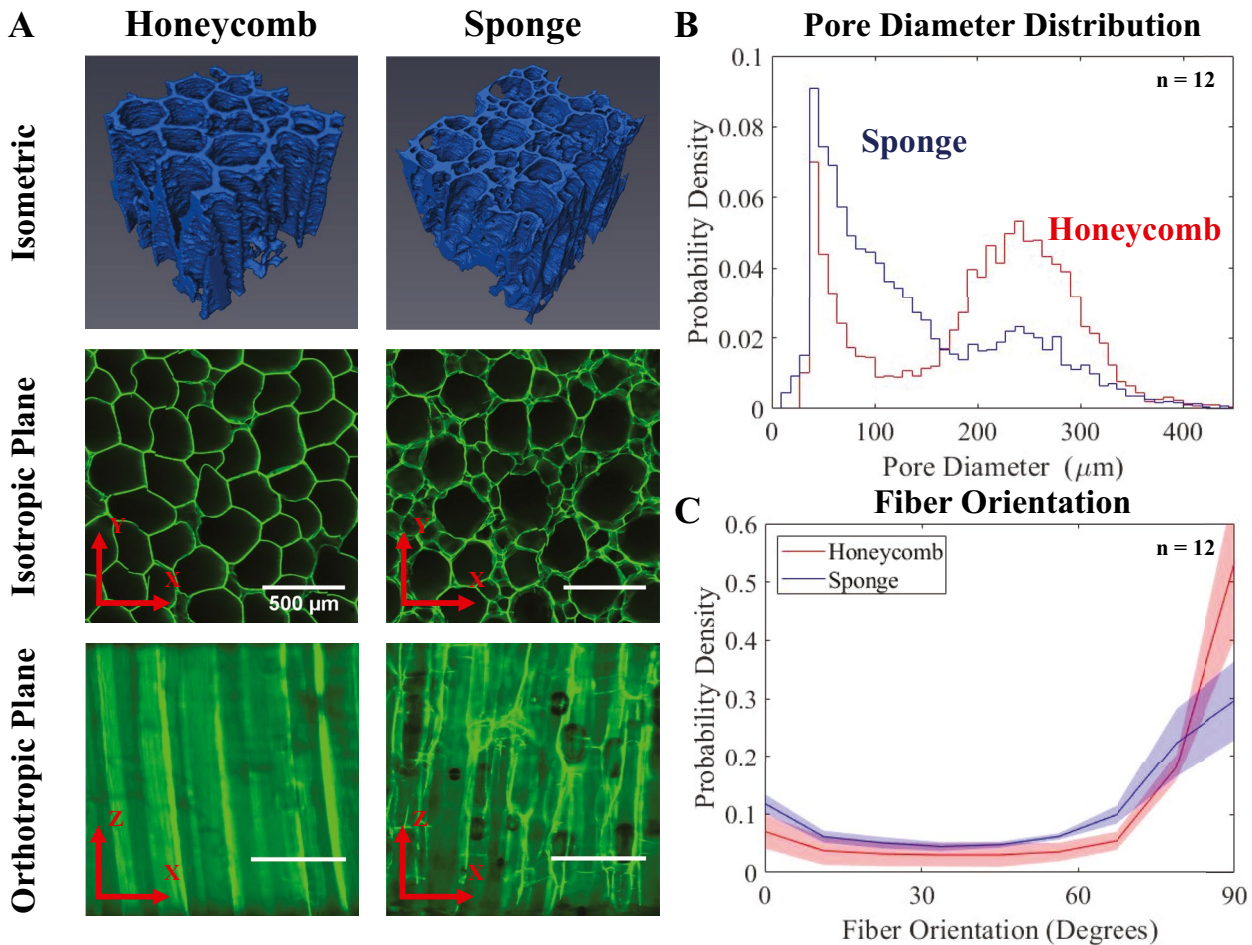 A
Honeycomb
Sponge
Isometric
Isotropic Plane
Y
X
500 μm
Y
X
Orthotropic Plane
Z
X
Z
X
B
Pore Diameter Distribution
n = 12
Sponge
Honeycomb
Probability Density
0.1
0.08
0.06
0.04
0.02
0
0
100
200
300
400
Pore Diameter (μm)
C
Fiber Orientation
Honeycomb
Sponge
n = 12
Probability Density
0.6
0.5
0.4
0.3
0.2
0.1
0
0
30
60
90
Fiber Orientation (Degrees)